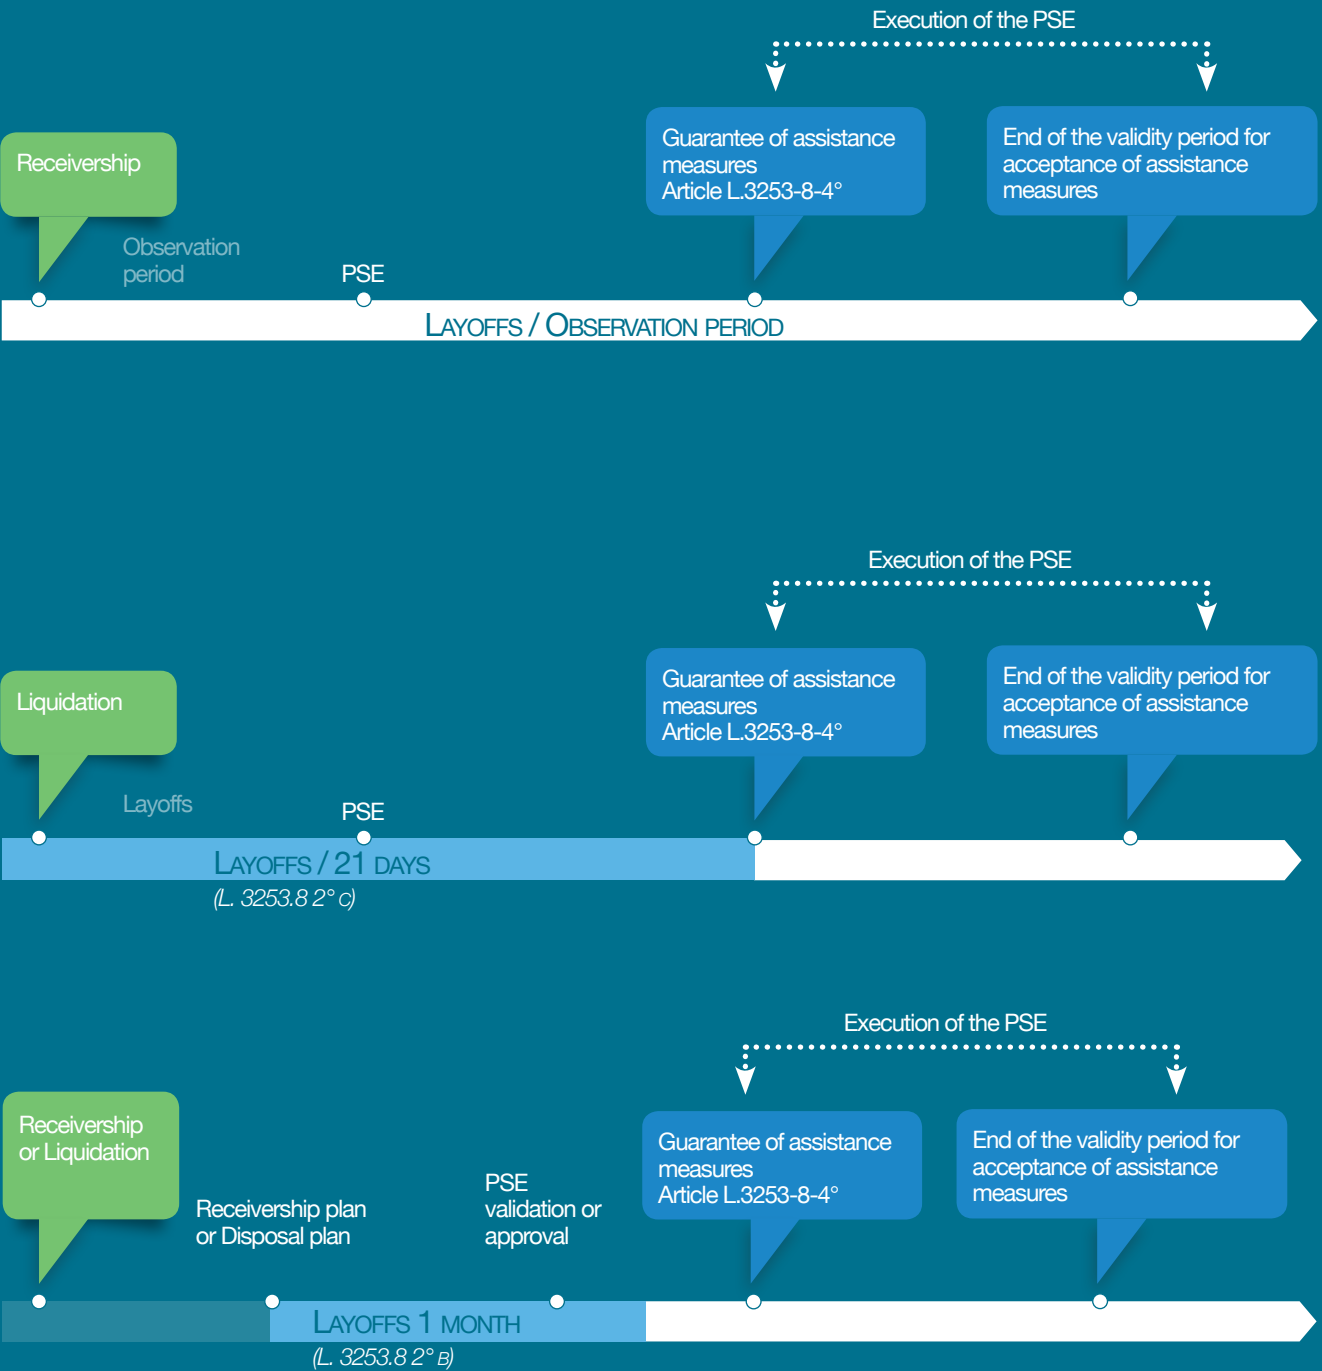 Execution of the PSE
Receivership
Guarantee of assistance
measures
Article L.3253-8-4°
End of the validity period for
acceptance of assistance
measures
Observation
period
PSE
LAYOFFS / OBSERVATION PERIOD
Execution of the PSE
Liquidation
Guarantee of assistance
measures
Article L.3253-8-4°
End of the validity period for
acceptance of assistance
measures
Layoffs
PSE
LAYOFFS / 21 DAYS
(L. 3253.8 2° C)
Execution of the PSE
Receivership
or Liquidation
Receivership plan
or Disposal plan
PSE
validation or
approval
Guarantee of assistance
measures
Article L.3253-8-4°
End of the validity period for
acceptance of assistance
measures
LAYOFFS 1 MONTH
(L. 3253.8 2° B)